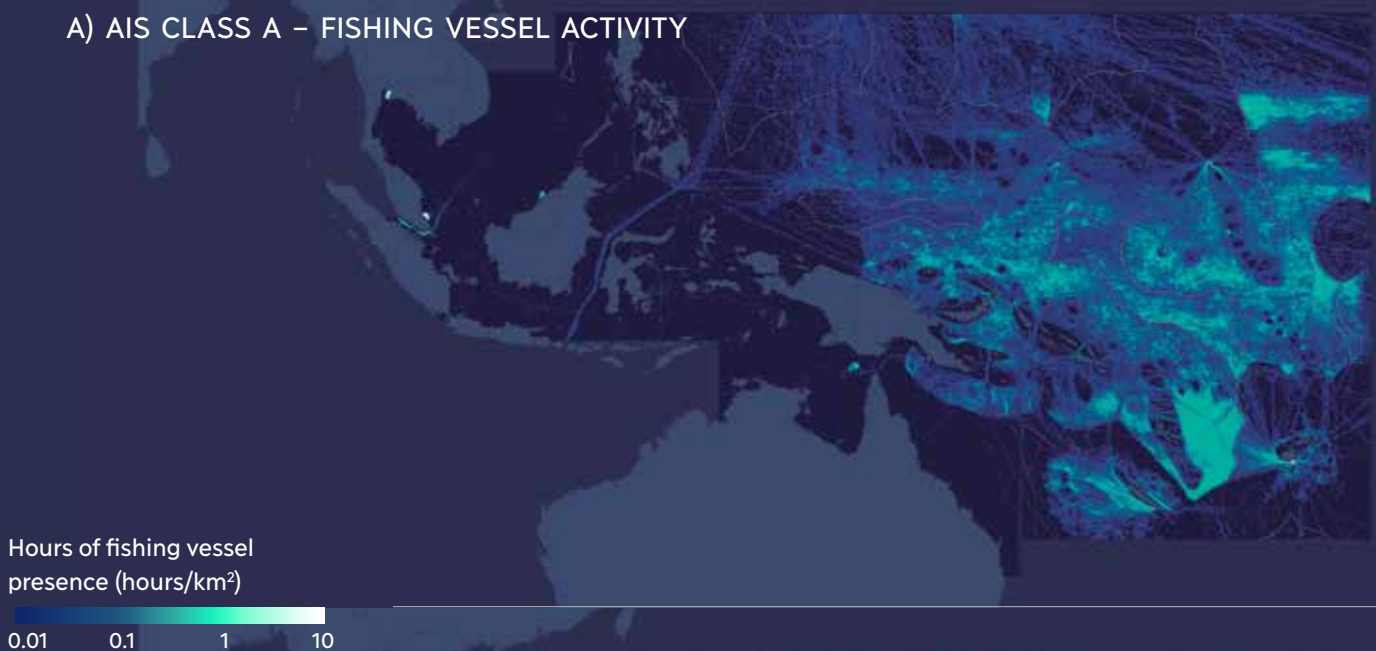 A) AIS CLASS A – FISHING VESSEL ACTIVITY
Hours of fishing vessel
presence (hours/km²)
0.01 0.1 1 10